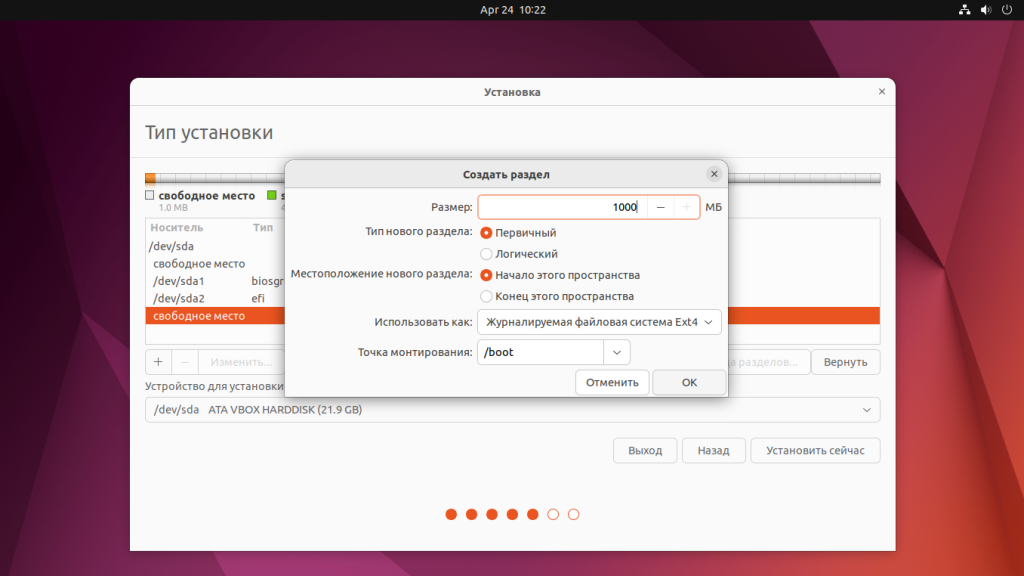 Apr 24 10:22
Установка
Тип установки
Создать раздел
свободное место
1.0 MB
Размер: 1000 МБ
Тип нового раздела: Первичный
Логический
Местоположение нового раздела: Начало этого пространства
Конец этого пространства
Использовать как: Журналируемая файловая система Ext4
Точка монтирования: /boot
Отменить OK
Носитель Тип
/dev/sda
свободное место
/dev/sda1 biosgr
/dev/sda2 efi
свободное место
+ − Изменить... разделов... Вернуть
Устройство для установки
/dev/sda ATA VBOX HARDDISK (21.9 GB)
Выход Назад Установить сейчас